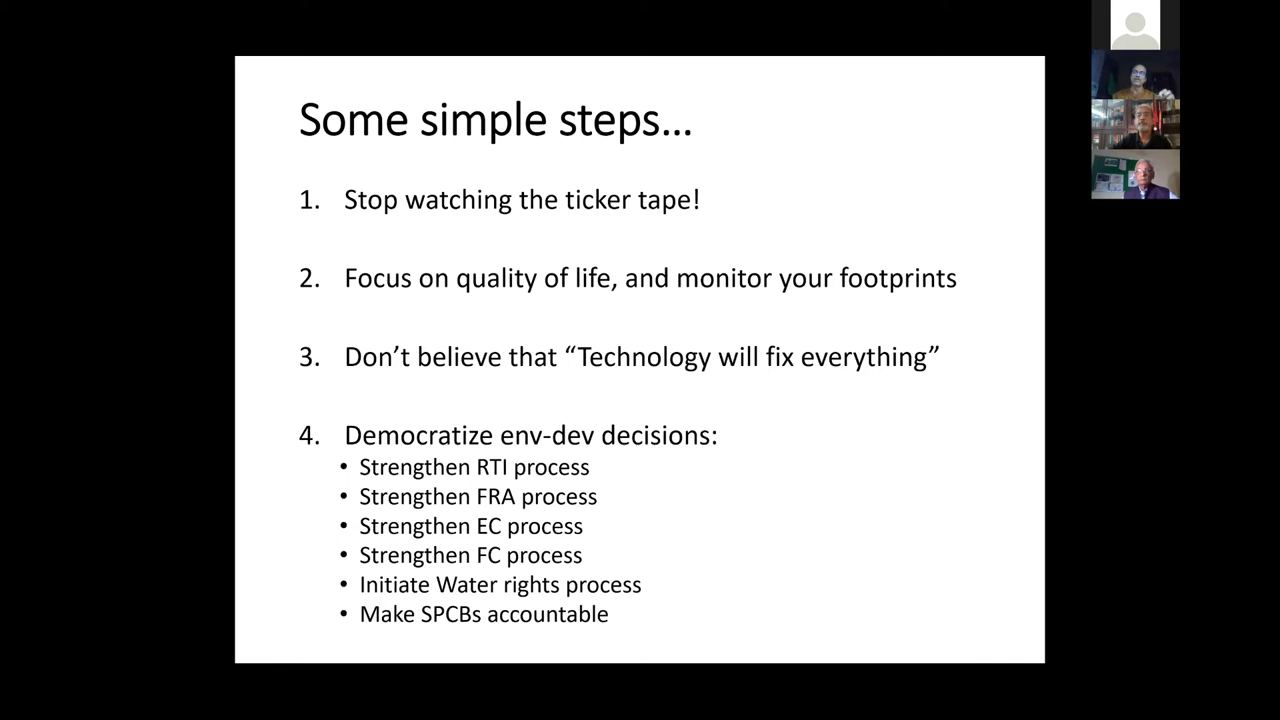 Some simple steps...
1. Stop watching the ticker tape!
2. Focus on quality of life, and monitor your footprints
3. Don’t believe that “Technology will fix everything”
4. Democratize env-dev decisions:
• Strengthen RTI process
• Strengthen FRA process
• Strengthen EC process
• Strengthen FC process
• Initiate Water rights process
• Make SPCBs accountable